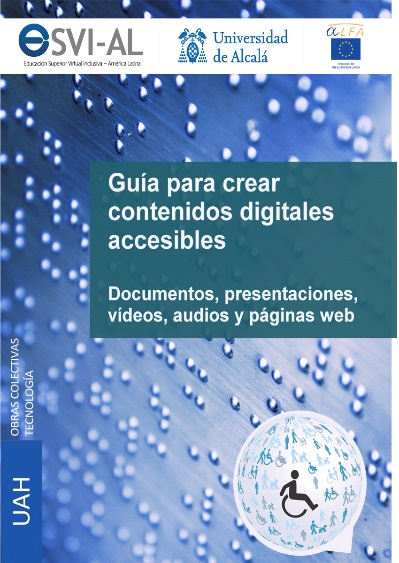 eSVI-AL
Educación Superior Virtual Inclusiva – América Latina
Universidad
de Alcalá
αLFA
Guía para crear
contenidos digitales
accesibles
Documentos, presentaciones,
vídeos, audios y páginas web
OBRAS COLECTIVAS
TECNOLOGÍA
UAH